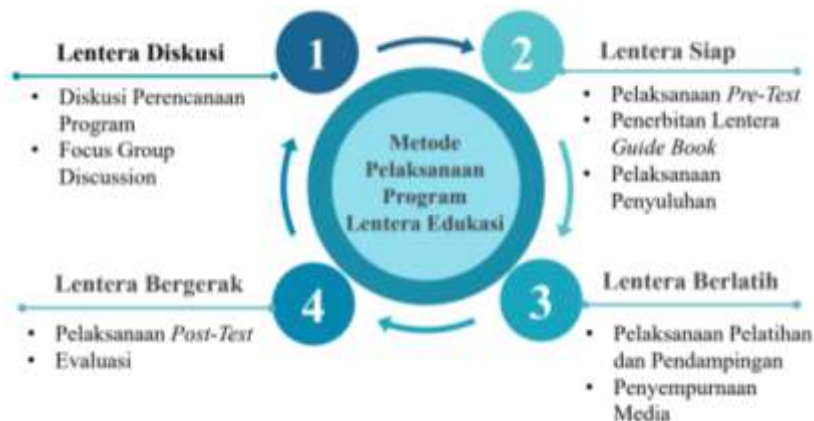 Lentera Diskusi
• Diskusi Perencanaan
Program
• Focus Group
Discussion
1
2
Lentera Siap
• Pelaksanaan Pre-Test
• Penerbitan Lentera
Guide Book
• Pelaksanaan
Penyuluhan
Metode
Pelaksanaan
Program
Lentera Edukasi
Lentera Bergerak
• Pelaksanaan Post-Test
• Evaluasi
4
3
Lentera Berlatih
• Pelaksanaan Pelatihan
dan Pendampingan
• Penyempurnaan
Media